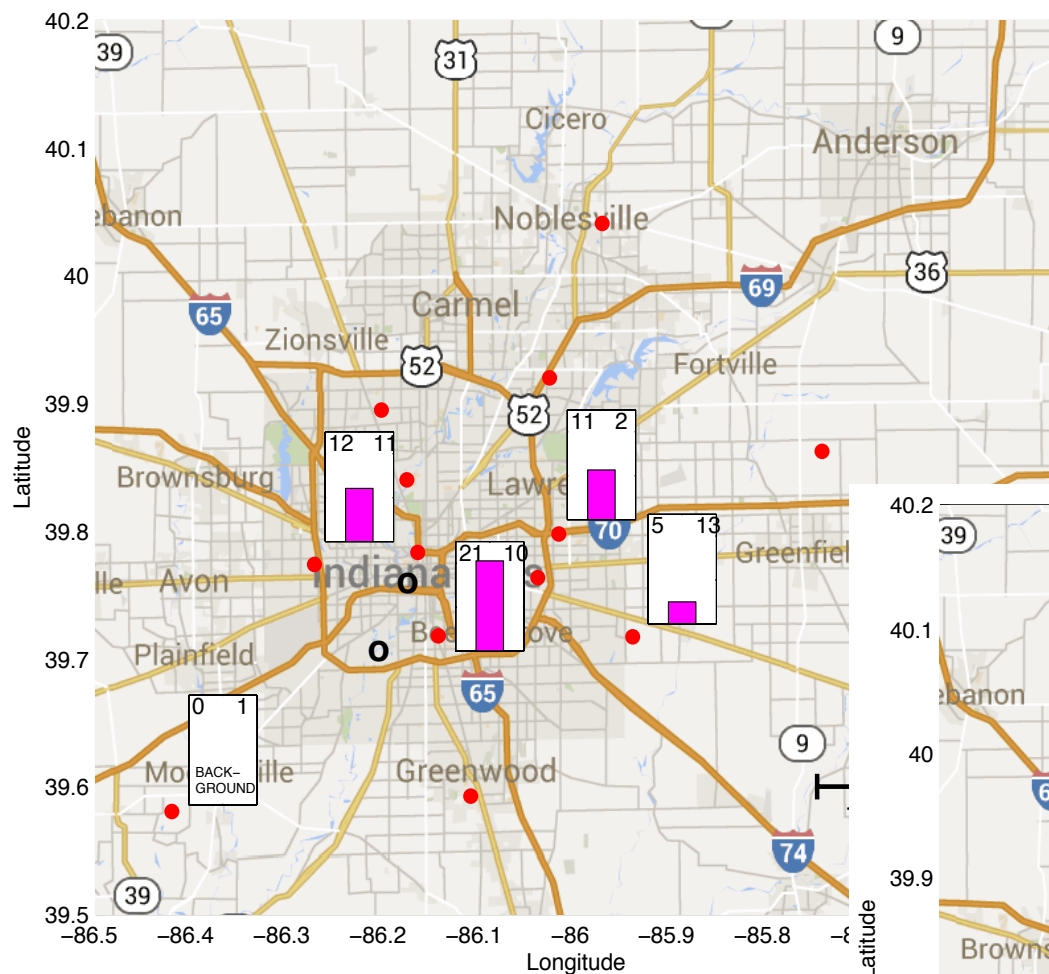 40.2
40.1
40
39.9
39.8
39.7
39.6
39.5
Latitude
−86.5
−86.4
−86.3
−86.2
−86.1
−86
−85.9
−85.8
Longitude
39
31
9
Cicero
Anderson
ebanon
Noblesville
36
69
65
Carmel
Zionsville
52
Fortville
52
12 11
11 2
Brownsburg
Lawre
70
5 13
Greenfiel
21 10
Indiana
s
lle
Avon
o
Be
ove
o
Plainfield
65
0 1
BACK−
GROUND
9
Mo
ville
Greenwood
74
39
40.2
39
40.1
ebanon
40
39.9
Latitude
Browns